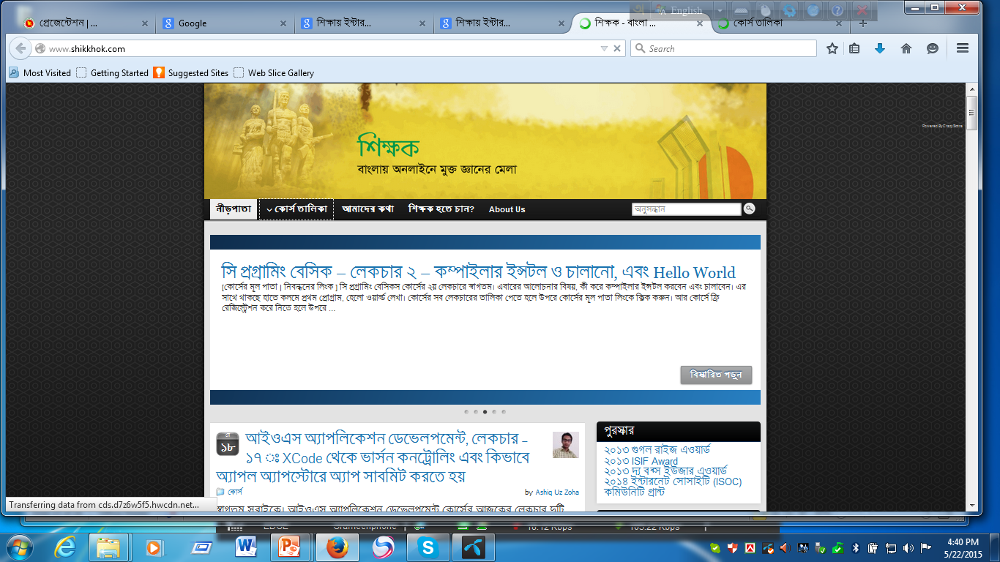 English
প্রেজেন্টেশন | ...
Google
শিক্ষায় ইন্টার...
শিক্ষায় ইন্টার...
শিক্ষক - বাংলা ...
কোর্স তালিকা
www.shikkhok.com
Search
Most Visited
Getting Started
Suggested Sites
Web Slice Gallery
শিক্ষক
বাংলায় অনলাইনে মুক্ত জ্ঞানের মেলা
নীড়পাতা
কোর্স তালিকা
আমাদের কথা
শিক্ষক হতে চান?
About Us
অনুসন্ধান
সি প্রগ্রামিং বেসিক – লেকচার ২ – কম্পাইলার ইন্সটল ও চালানো, এবং Hello World
[কোর্সের মূল পাতা | নিবন্ধনের লিংক ] সি প্রগ্রামিং বেসিকস কোর্সের ২য় লেকচারে স্বাগতম। এবারের আলোচনার বিষয়, কী করে কম্পাইলার ইন্সটল করবেন এবং চালাবেন। এর
সাথে থাকছে হাতে কলমে প্রথম প্রোগ্রাম, হেলো ওয়ার্ল্ড লেখা। কোর্সের সব লেকচারের তালিকা পেতে হলে উপরে কোর্সের মূল পাতা লিংকে ক্লিক করুন। আর কোর্সে ফ্রি
রেজিস্ট্রেশন করে নিতে হলে উপরে ...
বিস্তারিত পড়ুন
মে
১৮
আইওএস অ্যাপলিকেশন ডেভেলপমেন্ট, লেকচার –
১৭ ঃ XCode থেকে ভার্সন কনট্রোলিং এবং কিভাবে
অ্যাপল অ্যাপস্টোরে অ্যাপ সাবমিট করতে হয়
কোর্স
by Ashiq Uz Zoha
স্বাগতম সবাইকে। আইওএস অ্যাপলিকেশন ডেভেলপমেন্ট কোর্সের আজকের লেকচার দুটি
পুরস্কার
২০১৩ গুগল রাইজ এওয়ার্ড
২০১৩ ISIF Award
২০১৩ দ্য বব্স ইউজার এওয়ার্ড
২০১৪ ইন্টারনেট সোসাইটি (ISOC)
কমিউনিটি গ্রান্ট
Powered By CrazyScore
Transferring data from cds.d7z6w5f5.hwcdn.net...
EDGE
Grameenphone
18.12 Kbps
105.22 Kbps
4:40 PM
5/22/2015